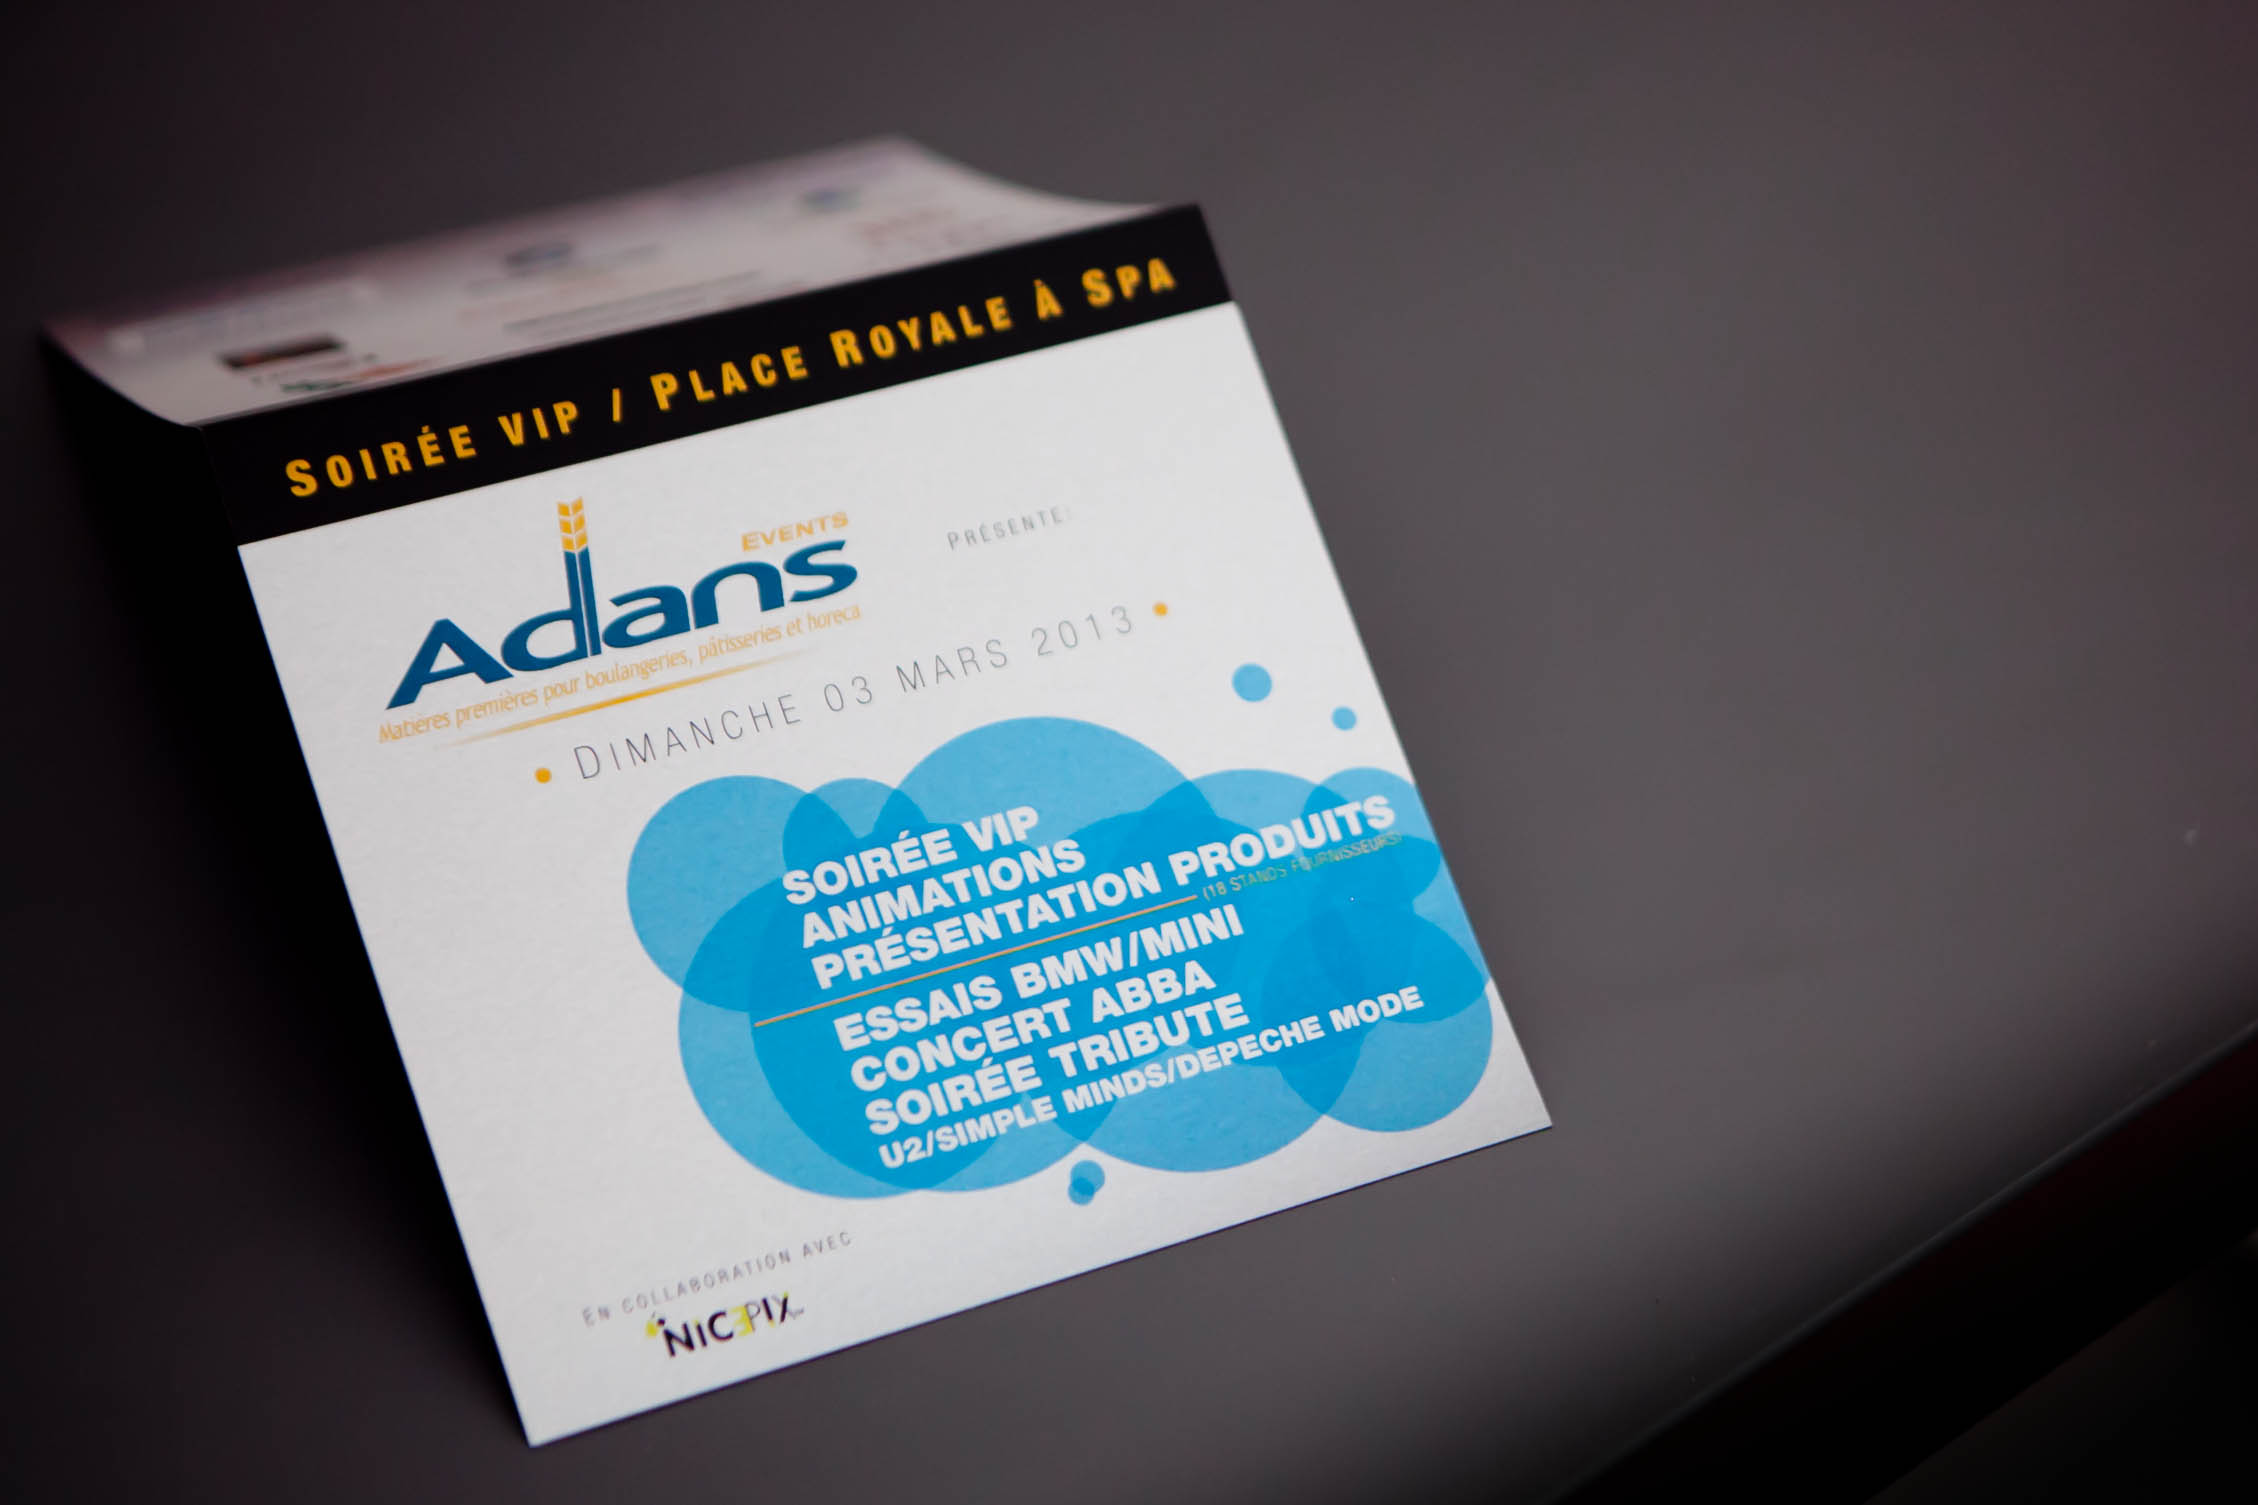 SOIRÉE VIP / PLACE ROYALE À SPA
EVENTS
Adans
PRÉSENTE:
Matières premières pour boulangeries, pâtisseries et horeca
• DIMANCHE 03 MARS 2013 •
SOIRÉE VIP
ANIMATIONS
PRÉSENTATION PRODUITS
(18 STANDS FOURNISSEURS)
ESSAIS BMW/MINI
CONCERT ABBA
SOIRÉE TRIBUTE
U2/SIMPLE MINDS/DEPECHE MODE
EN COLLABORATION AVEC
NICEPIX